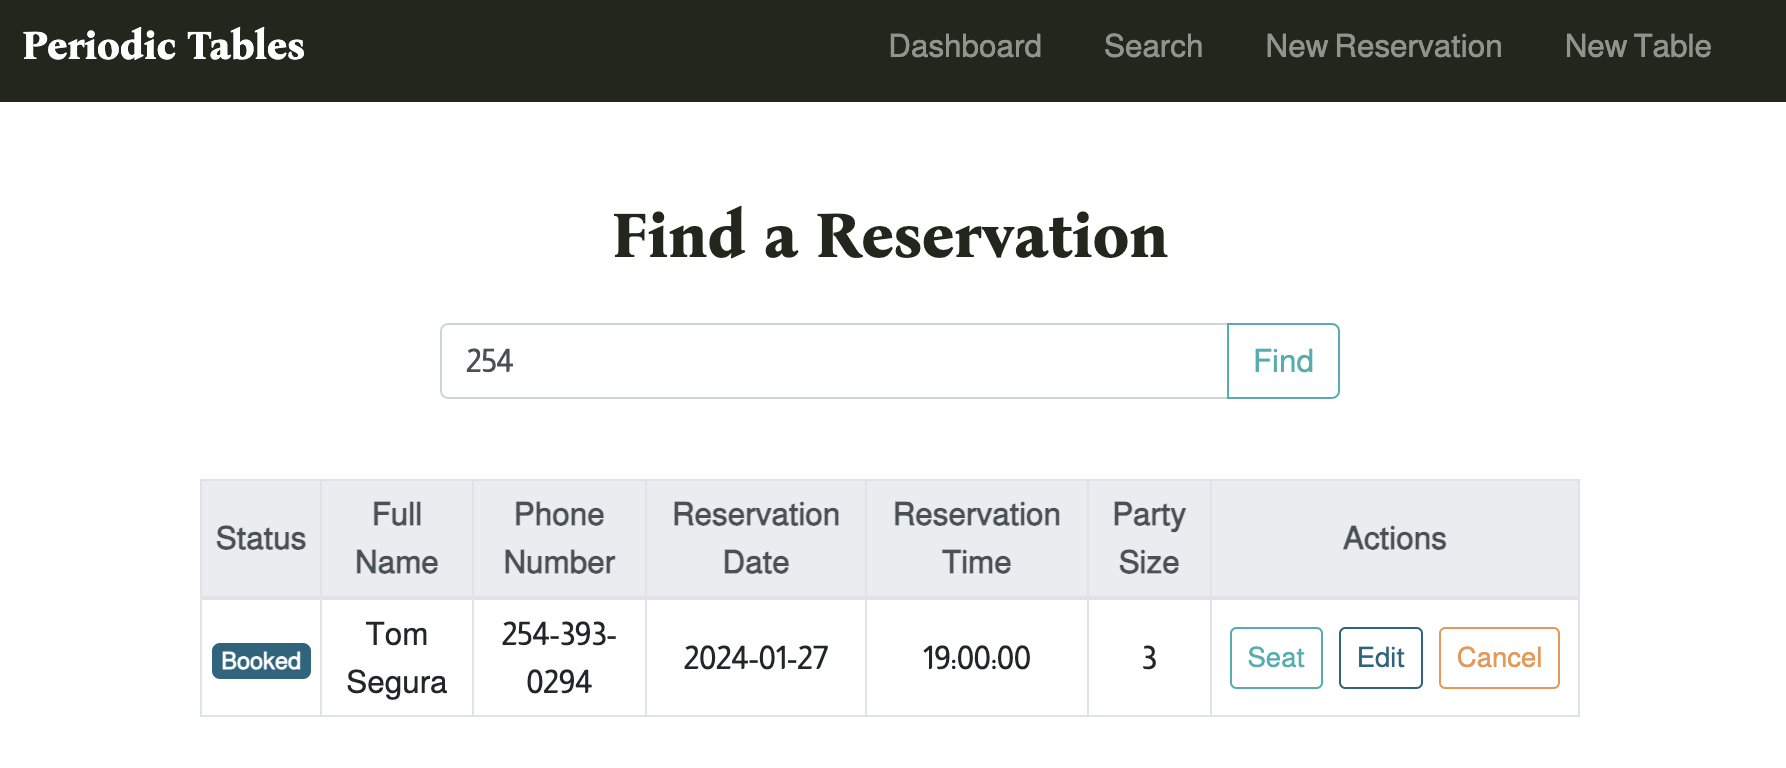 Periodic Tables Dashboard Search New Reservation New Table
Find a Reservation
254 Find
Status Full Name Phone Number Reservation Date Reservation Time Party Size Actions
Booked Tom Segura 254-393-0294 2024-01-27 19:00:00 3 Seat Edit Cancel